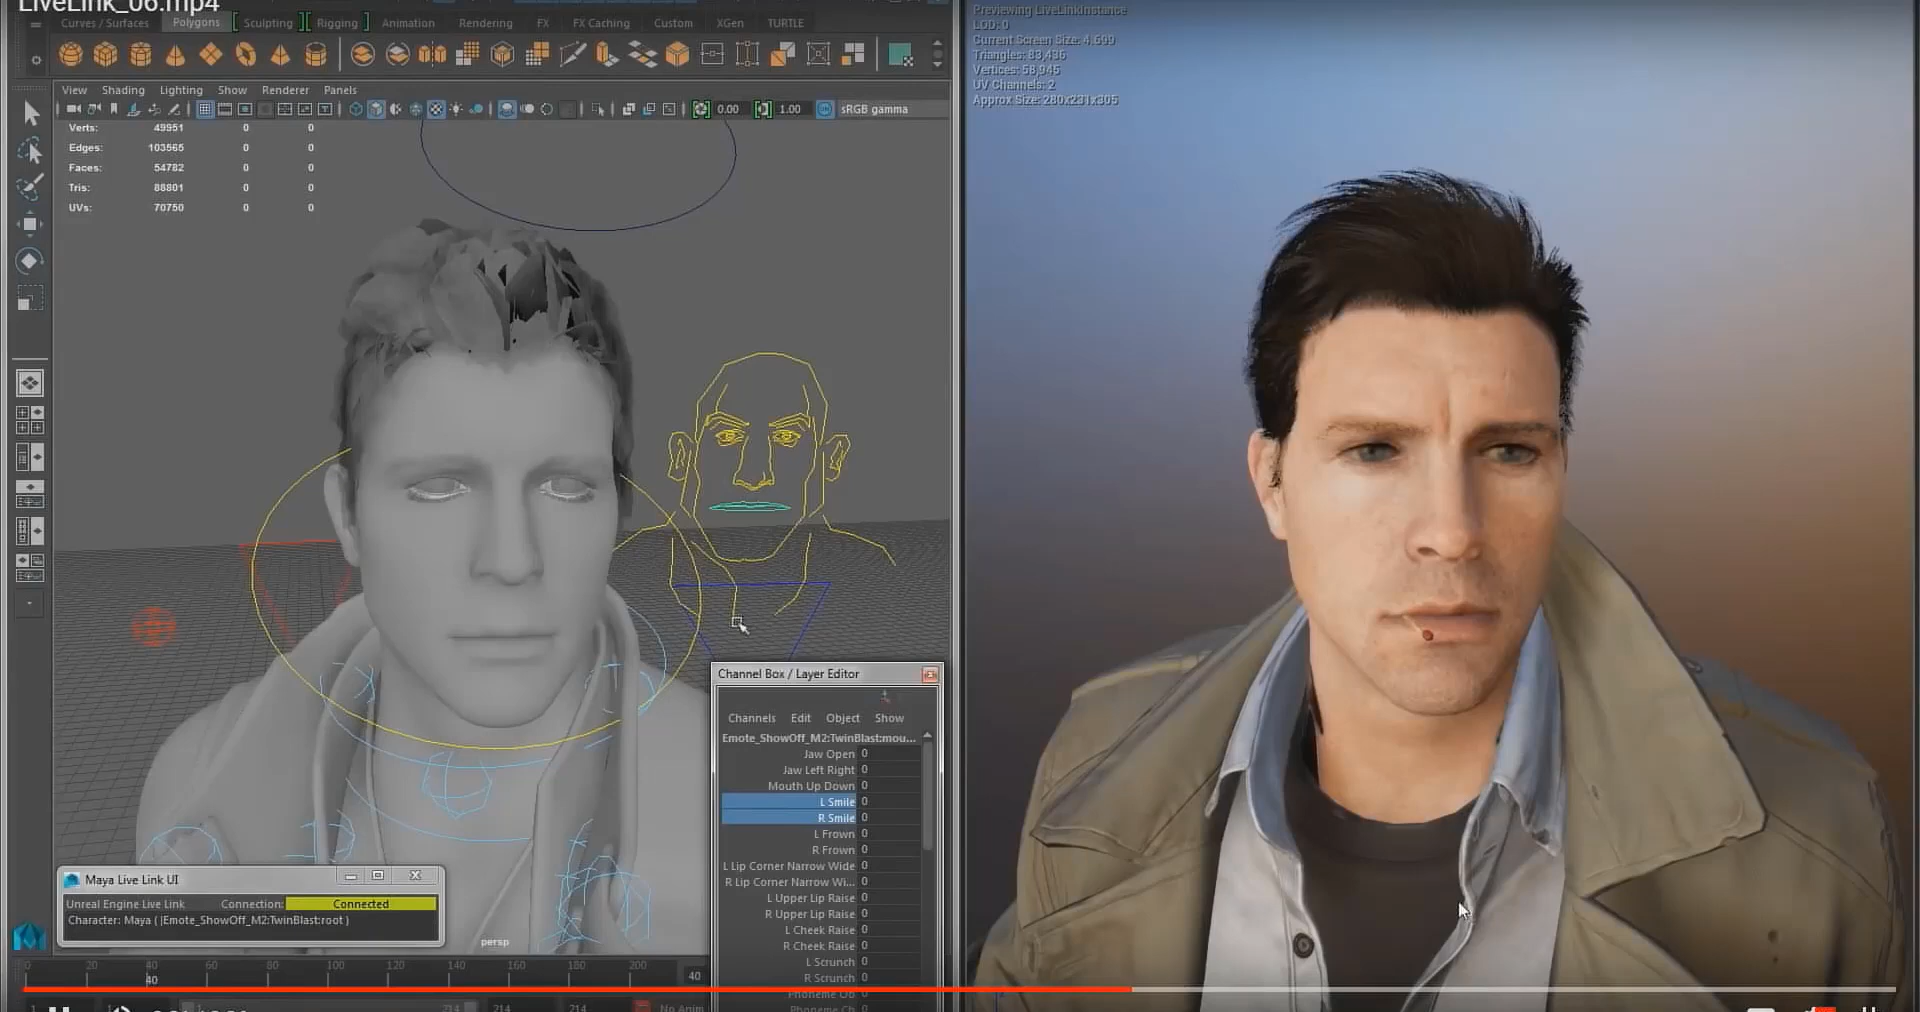 LiveLink_06.mp4
Curves / Surfaces Polygons Sculpting Rigging Animation Rendering FX FX Caching Custom XGen TURTLE
View Shading Lighting Show Renderer Panels
0.00 1.00 sRGB gamma
Verts: 49951 0 0
Edges: 103565 0 0
Faces: 54782 0 0
Tris: 88801 0 0
UVs: 70750 0 0
Channel Box / Layer Editor
Channels Edit Object Show
Emote_ShowOff_M2:TwinBlast:mou...
Jaw Open 0
Jaw Left Right 0
Mouth Up Down 0
L Smile 0
R Smile 0
L Frown 0
R Frown 0
L Lip Corner Narrow Wide 0
R Lip Corner Narrow Wi... 0
L Upper Lip Raise 0
R Upper Lip Raise 0
L Cheek Raise 0
R Cheek Raise 0
L Scrunch 0
R Scrunch 0
Maya Live Link UI
Unreal Engine Live Link Connection: Connected
Character: Maya ( |Emote_ShowOff_M2:TwinBlast:root )
persp
0 20 40 60 80 100 120 140 160 180 200 40
214 214 214 No Anim
Previewing LiveLinkInstance
LOD: 0
Current Screen Size: 4.699
Triangles: 83,436
Vertices: 58,945
UV Channels: 2
Approx Size: 280x231x305